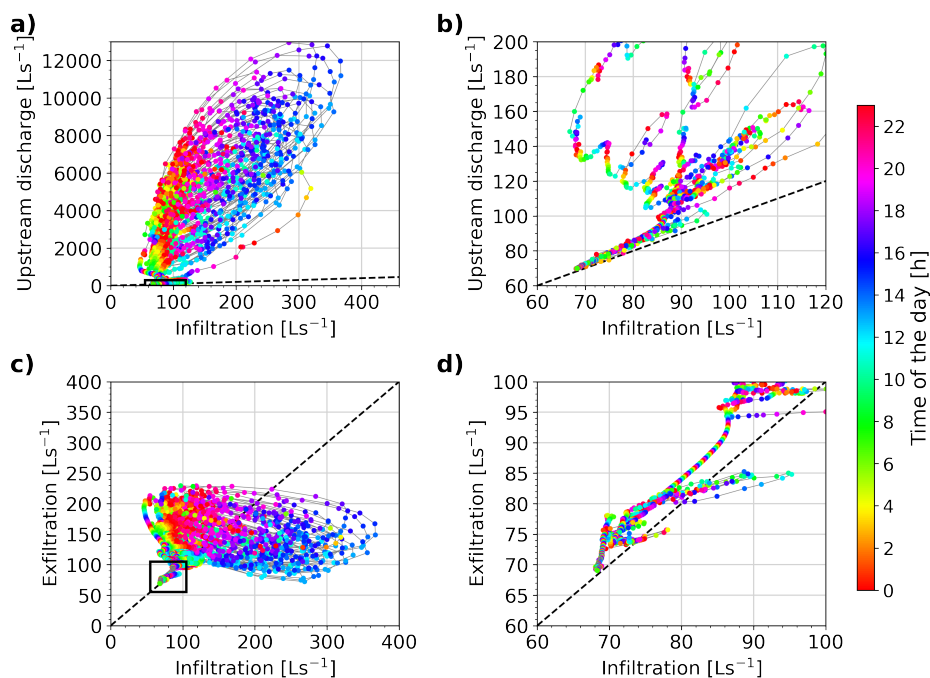 a)
Upstream discharge [Ls⁻¹]
12000
10000
8000
6000
4000
2000
0
0 100 200 300 400
Infiltration [Ls⁻¹]
b)
Upstream discharge [Ls⁻¹]
200
180
160
140
120
100
80
60
60 70 80 90 100 110 120
Infiltration [Ls⁻¹]
c)
Exfiltration [Ls⁻¹]
400
350
300
250
200
150
100
50
0
0 100 200 300 400
Infiltration [Ls⁻¹]
d)
Exfiltration [Ls⁻¹]
100
95
90
85
80
75
70
65
60
60 70 80 90 100
Infiltration [Ls⁻¹]
22
20
18
16
14
12
10
8
6
4
2
0
Time of the day [h]